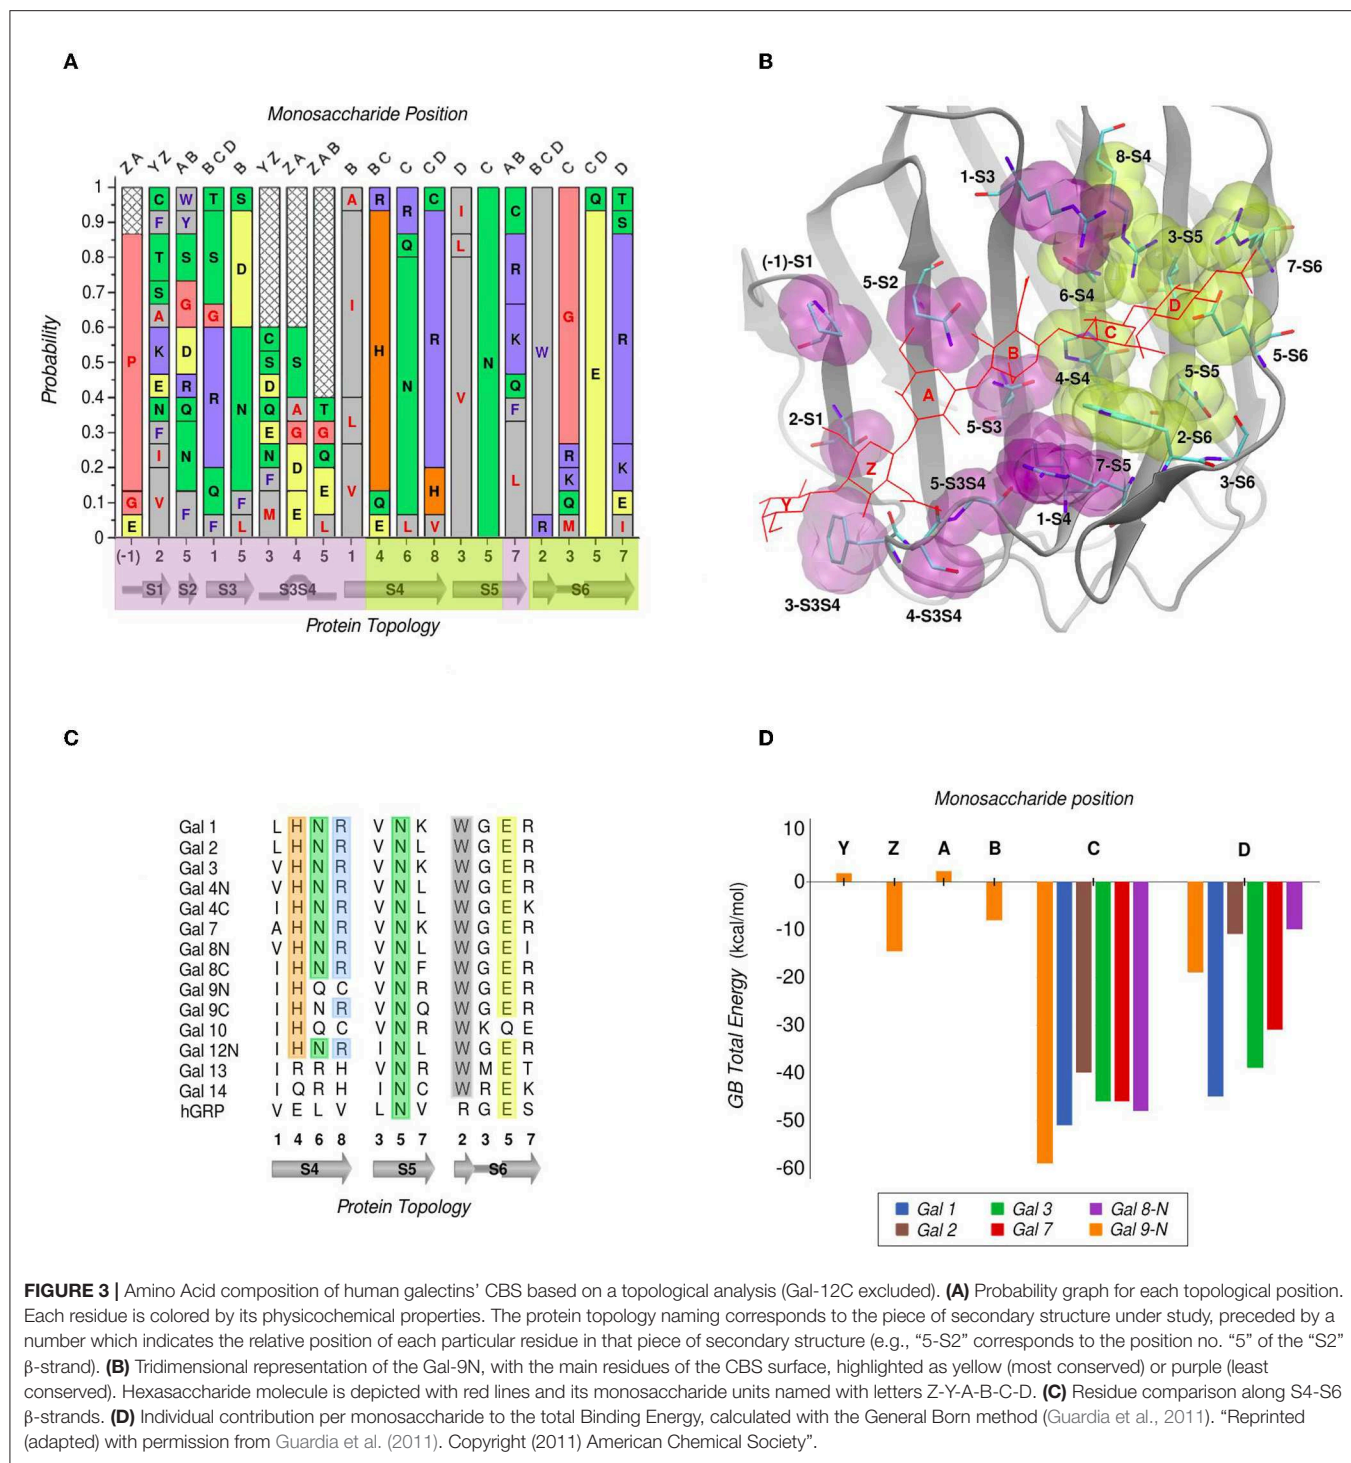 A
Monosaccharide Position
Z A
Y Z
A B
B C D
B
Y Z
Z A
Z A B
B
B C
C
C D
D
C
A B
B C D
C
C D
D
Probability
1
0.9
0.8
0.7
0.6
0.5
0.4
0.3
0.2
0.1
0
P
G
E
C
F
T
S
A
K
E
N
F
I
V
W
Y
S
G
D
R
Q
N
F
T
S
G
R
Q
F
S
D
N
F
L
C
S
D
Q
E
N
F
M
S
A
G
D
E
T
G
Q
E
L
A
I
L
V
R
H
Q
E
R
Q
N
L
C
R
H
V
I
L
V
N
C
R
K
Q
F
L
W
R
G
R
K
Q
M
Q
E
T
S
R
K
E
I
(-1) 2 5 1 5 3 4 5 1 4 6 8 3 5 7 2 3 5 7
S1 S2 S3 S3S4 S4 S5 S6
Protein Topology
B
8-S4
1-S3
3-S5
(-1)-S1
5-S2
7-S6
6-S4
D
C
B
5-S6
4-S4
5-S5
A
2-S1
5-S3
2-S6
Z
7-S5
5-S3S4
3-S6
Y
1-S4
3-S3S4
4-S3S4
C
Gal 1 L H N R V N K W G E R
Gal 2 L H N R V N L W G E R
Gal 3 V H N R V N K W G E R
Gal 4N V H N R V N L W G E R
Gal 4C I H N R V N L W G E K
Gal 7 A H N R V N K W G E R
Gal 8N V H N R V N L W G E I
Gal 8C I H N R V N F W G E R
Gal 9N I H Q C V N R W G E R
Gal 9C I H N R V N Q W G E R
Gal 10 I H Q C V N R W K Q E
Gal 12N I H N R I N L W G E R
Gal 13 I R R H V N R W M E T
Gal 14 I Q R H I N C W R E K
hGRP V E L V L N V R G E S
1 4 6 8 3 5 7 2 3 5 7
S4 S5 S6
Protein Topology
D
Monosaccharide position
Y Z A B C D
GB Total Energy (kcal/mol)
10
0
-10
-20
-30
-40
-50
-60
Gal 1 Gal 3 Gal 8-N
Gal 2 Gal 7 Gal 9-N
FIGURE 3 | Amino Acid composition of human galectins’ CBS based on a topological analysis (Gal-12C excluded). (A) Probability graph for each topological position.
Each residue is colored by its physicochemical properties. The protein topology naming corresponds to the piece of secondary structure under study, preceded by a
number which indicates the relative position of each particular residue in that piece of secondary structure (e.g., “5-S2” corresponds to the position no. “5” of the “S2”
β-strand). (B) Tridimensional representation of the Gal-9N, with the main residues of the CBS surface, highlighted as yellow (most conserved) or purple (least
conserved). Hexasaccharide molecule is depicted with red lines and its monosaccharide units named with letters Z-Y-A-B-C-D. (C) Residue comparison along S4-S6
β-strands. (D) Individual contribution per monosaccharide to the total Binding Energy, calculated with the General Born method (Guardia et al., 2011). “Reprinted
(adapted) with permission from Guardia et al. (2011). Copyright (2011) American Chemical Society”.